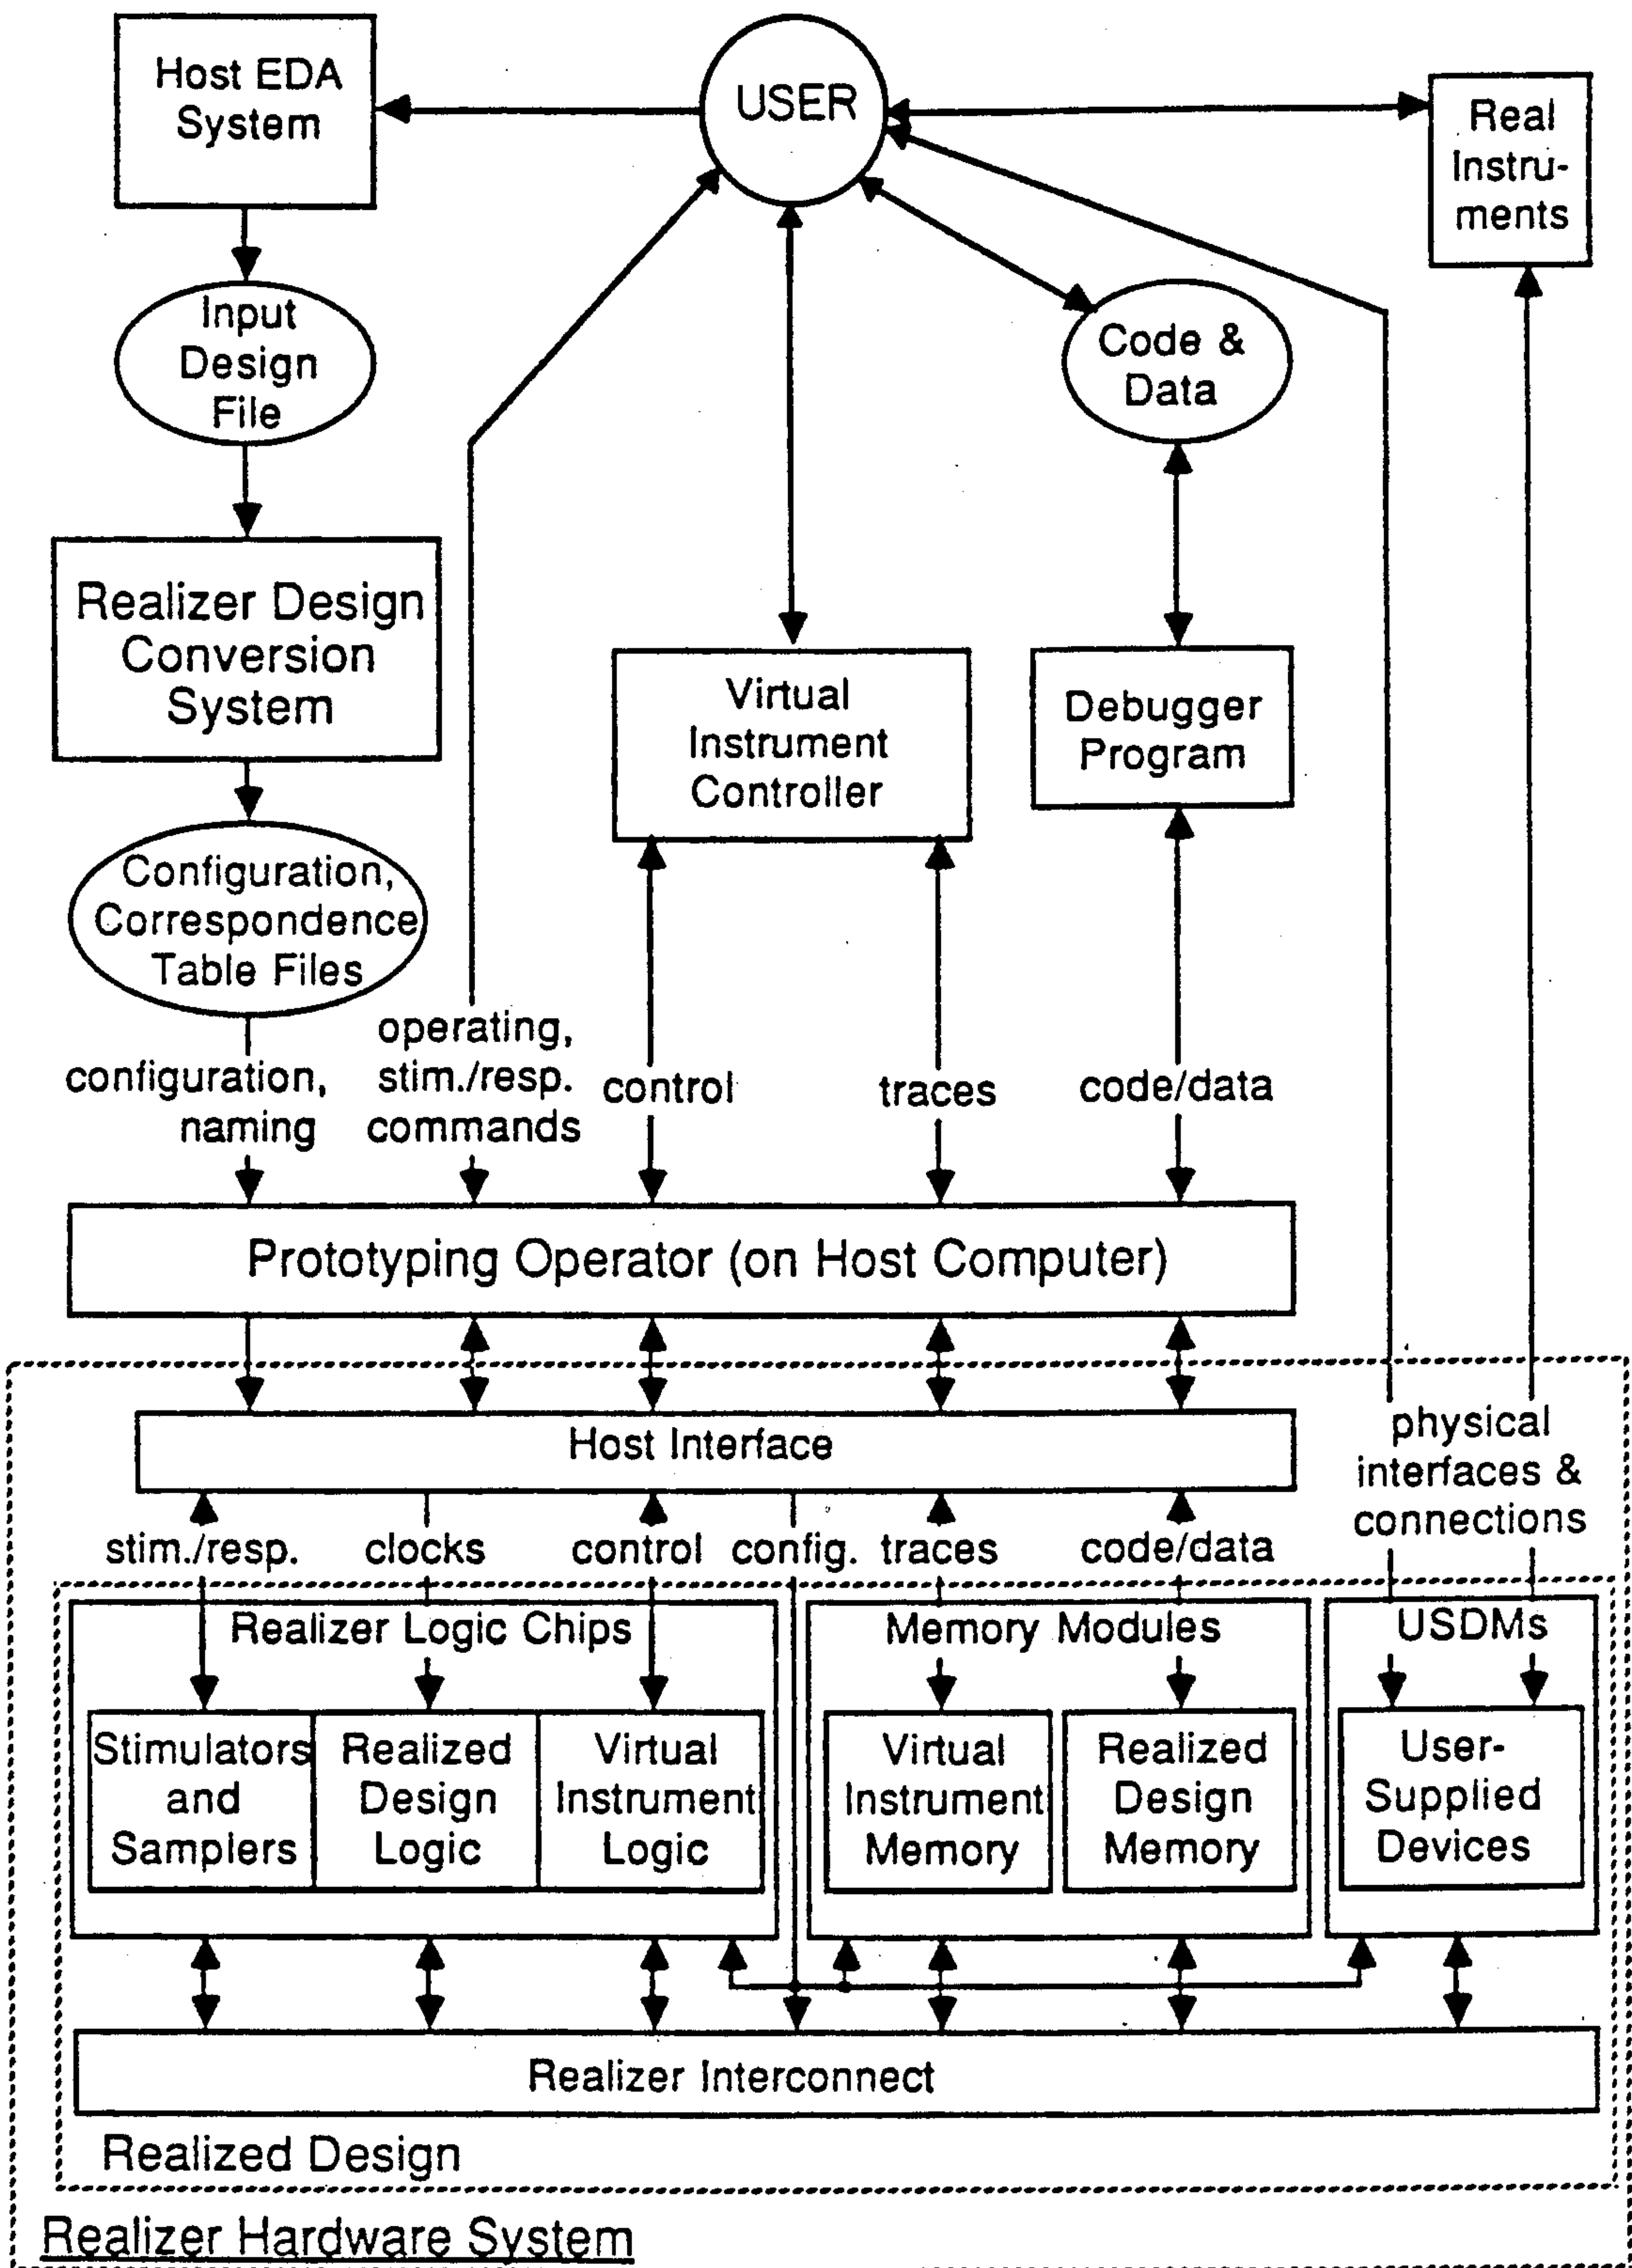 Host EDA
System
USER
Real
Instru-
ments
Input
Design
File
Code &
Data
Realizer Design
Conversion
System
Virtual
Instrument
Controller
Debugger
Program
Configuration,
Correspondence
Table Files
configuration,
naming
operating,
stim./resp.
commands
control
traces
code/data
Prototyping Operator (on Host Computer)
Host Interface
physical
interfaces &
connections
stim./resp.
clocks
control
config.
traces
code/data
Realizer Logic Chips
Memory Modules
USDMs
Stimulators
and
Samplers
Realized
Design
Logic
Virtual
Instrument
Logic
Virtual
Instrument
Memory
Realized
Design
Memory
User-
Supplied
Devices
Realizer Interconnect
Realized Design
Realizer Hardware System